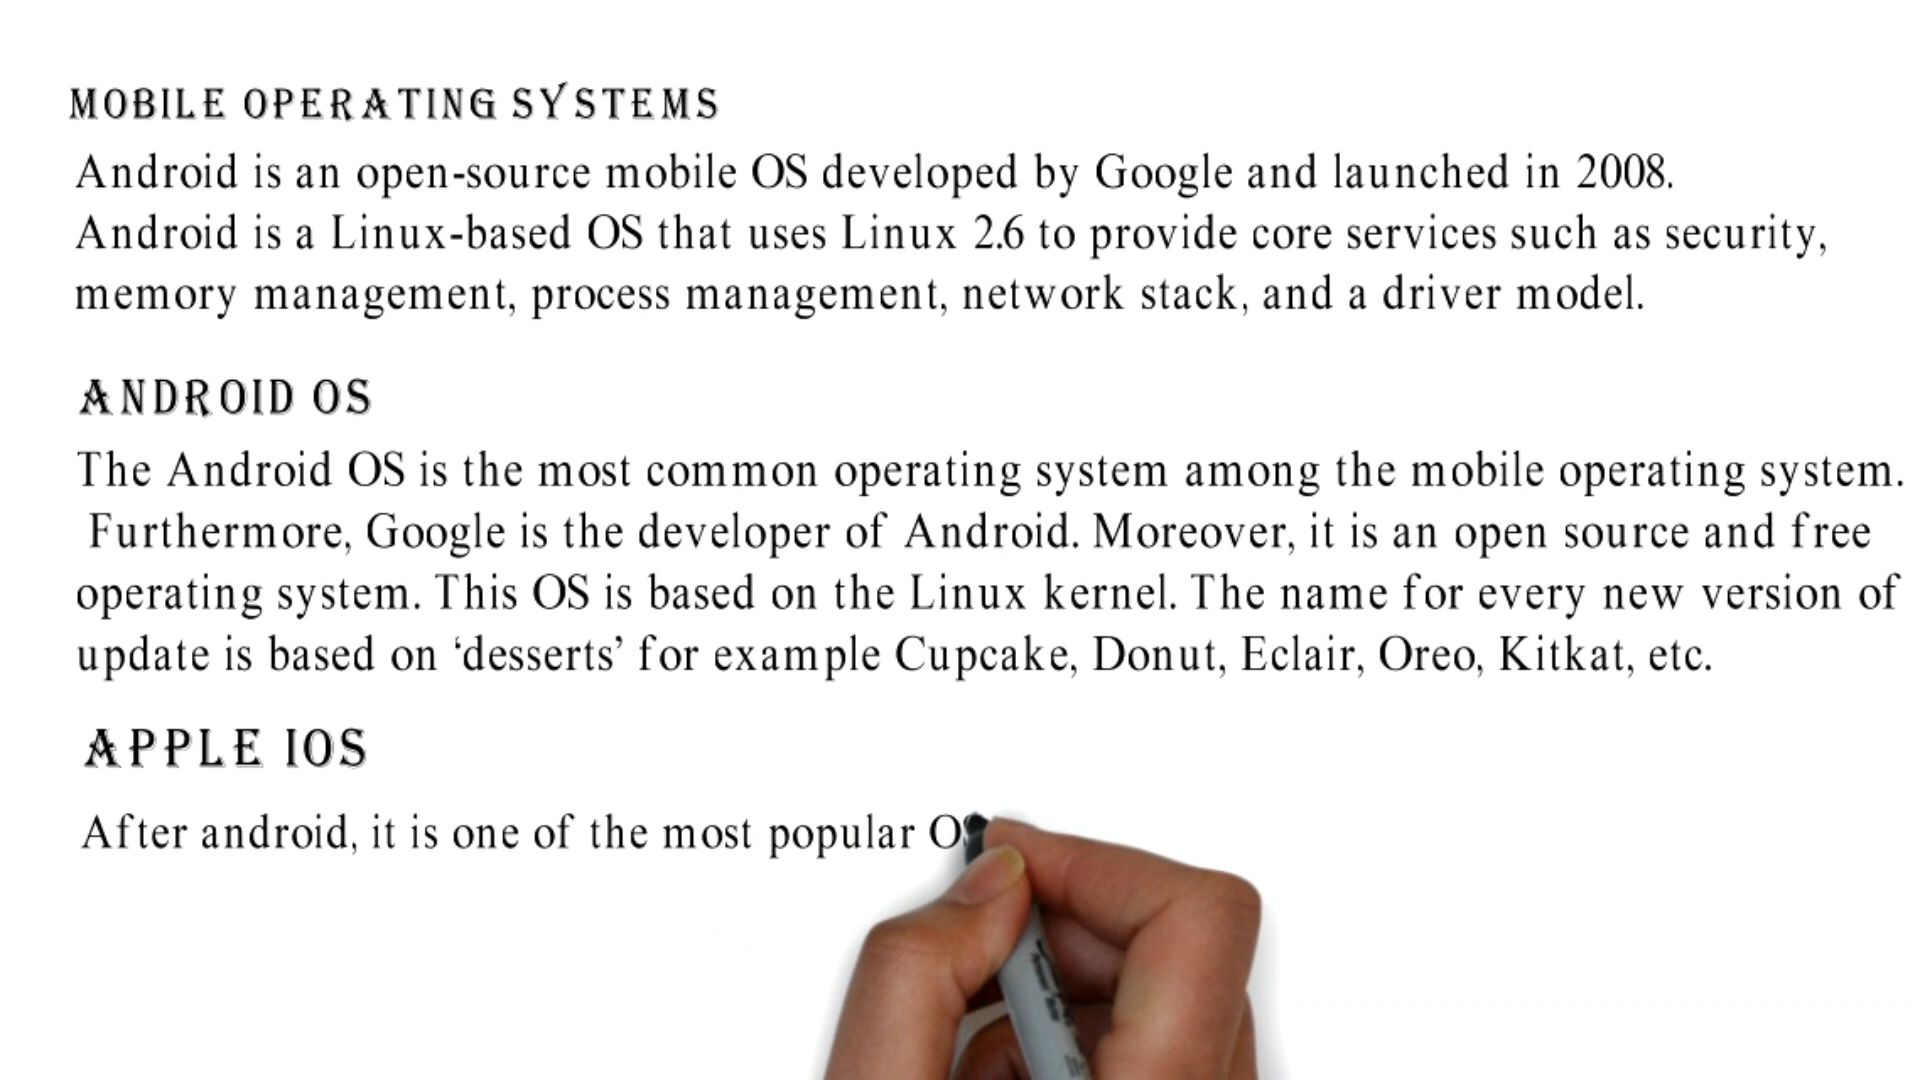 MOBILE OPERATING SYSTEMS
Android is an open-source mobile OS developed by Google and launched in 2008.
Android is a Linux-based OS that uses Linux 2.6 to provide core services such as security,
memory management, process management, network stack, and a driver model.
ANDROID OS
The Android OS is the most common operating system among the mobile operating system.
Furthermore, Google is the developer of Android. Moreover, it is an open source and free
operating system. This OS is based on the Linux kernel. The name for every new version of
update is based on ‘desserts’ for example Cupcake, Donut, Eclair, Oreo, Kitkat, etc.
APPLE IOS
After android, it is one of the most popular OS